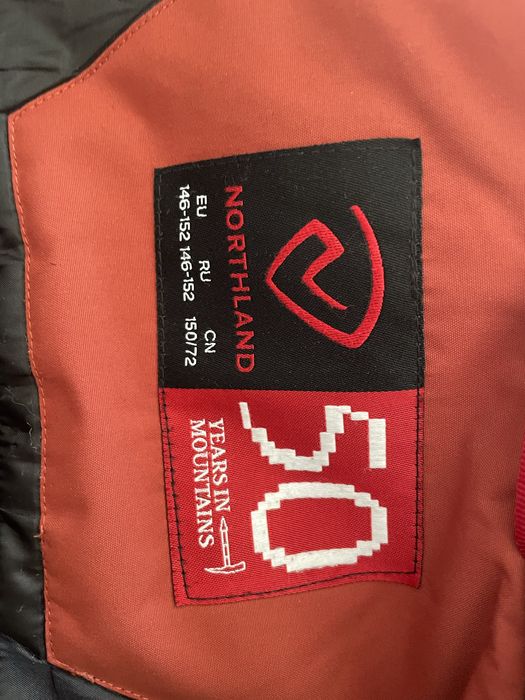 NORTHLAND
EU RU CN
146-152 146-152 150/72
50
YEARS IN
MOUNTAINS